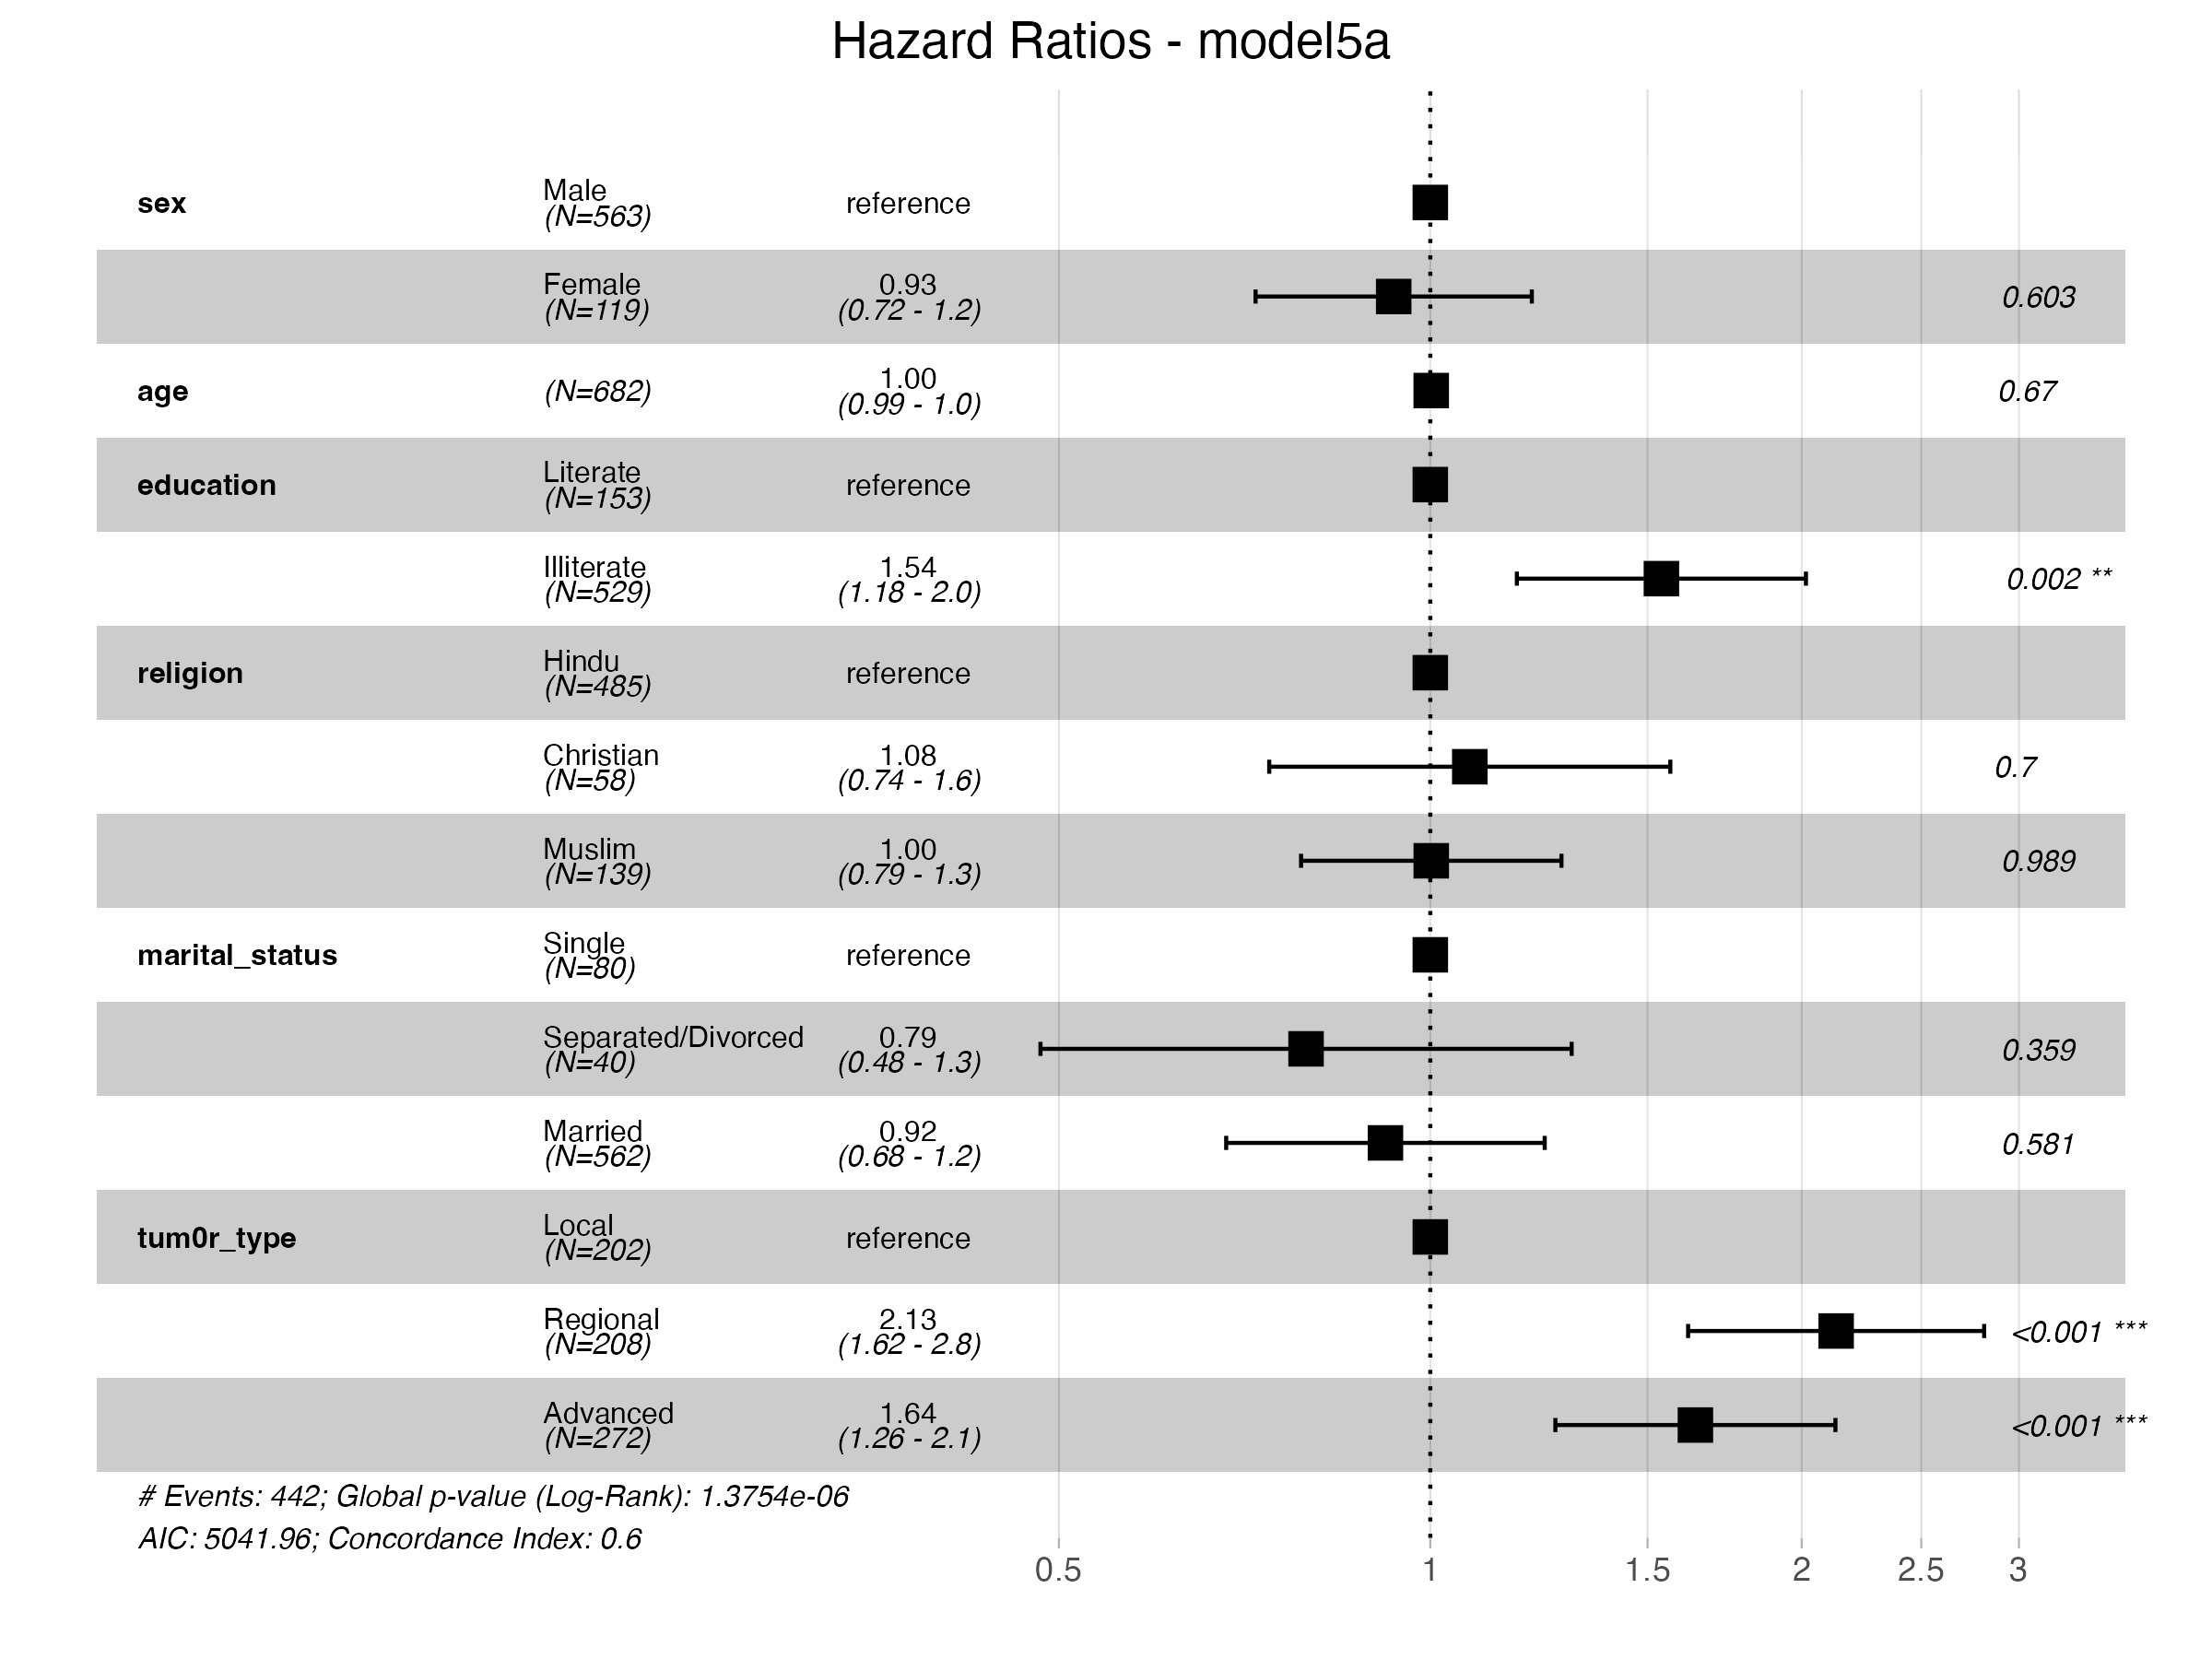 Hazard Ratios - model5a
sex Male reference
(N=563)
Female 0.93 0.603
(N=119) (0.72 - 1.2)
age (N=682) 1.00 0.67
(0.99 - 1.0)
education Literate reference
(N=153)
Illiterate 1.54 0.002 **
(N=529) (1.18 - 2.0)
religion Hindu reference
(N=485)
Christian 1.08 0.7
(N=58) (0.74 - 1.6)
Muslim 1.00 0.989
(N=139) (0.79 - 1.3)
marital_status Single reference
(N=80)
Separated/Divorced 0.79 0.359
(N=40) (0.48 - 1.3)
Married 0.92 0.581
(N=562) (0.68 - 1.2)
tum0r_type Local reference
(N=202)
Regional 2.13 <0.001 ***
(N=208) (1.62 - 2.8)
Advanced 1.64 <0.001 ***
(N=272) (1.26 - 2.1)
# Events: 442; Global p-value (Log-Rank): 1.3754e-06
AIC: 5041.96; Concordance Index: 0.6
0.5 1 1.5 2 2.5 3